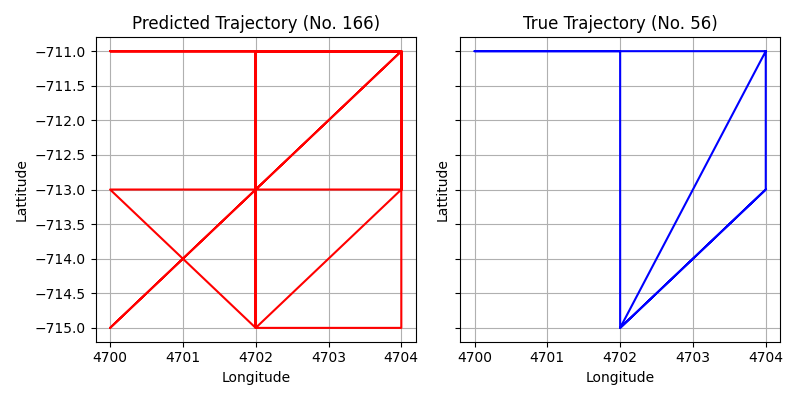 Predicted Trajectory (No. 166)
True Trajectory (No. 56)
−711.0
−711.5
−712.0
−712.5
−713.0
−713.5
−714.0
−714.5
−715.0
Lattitude
Lattitude
4700 4701 4702 4703 4704
4700 4701 4702 4703 4704
Longitude
Longitude